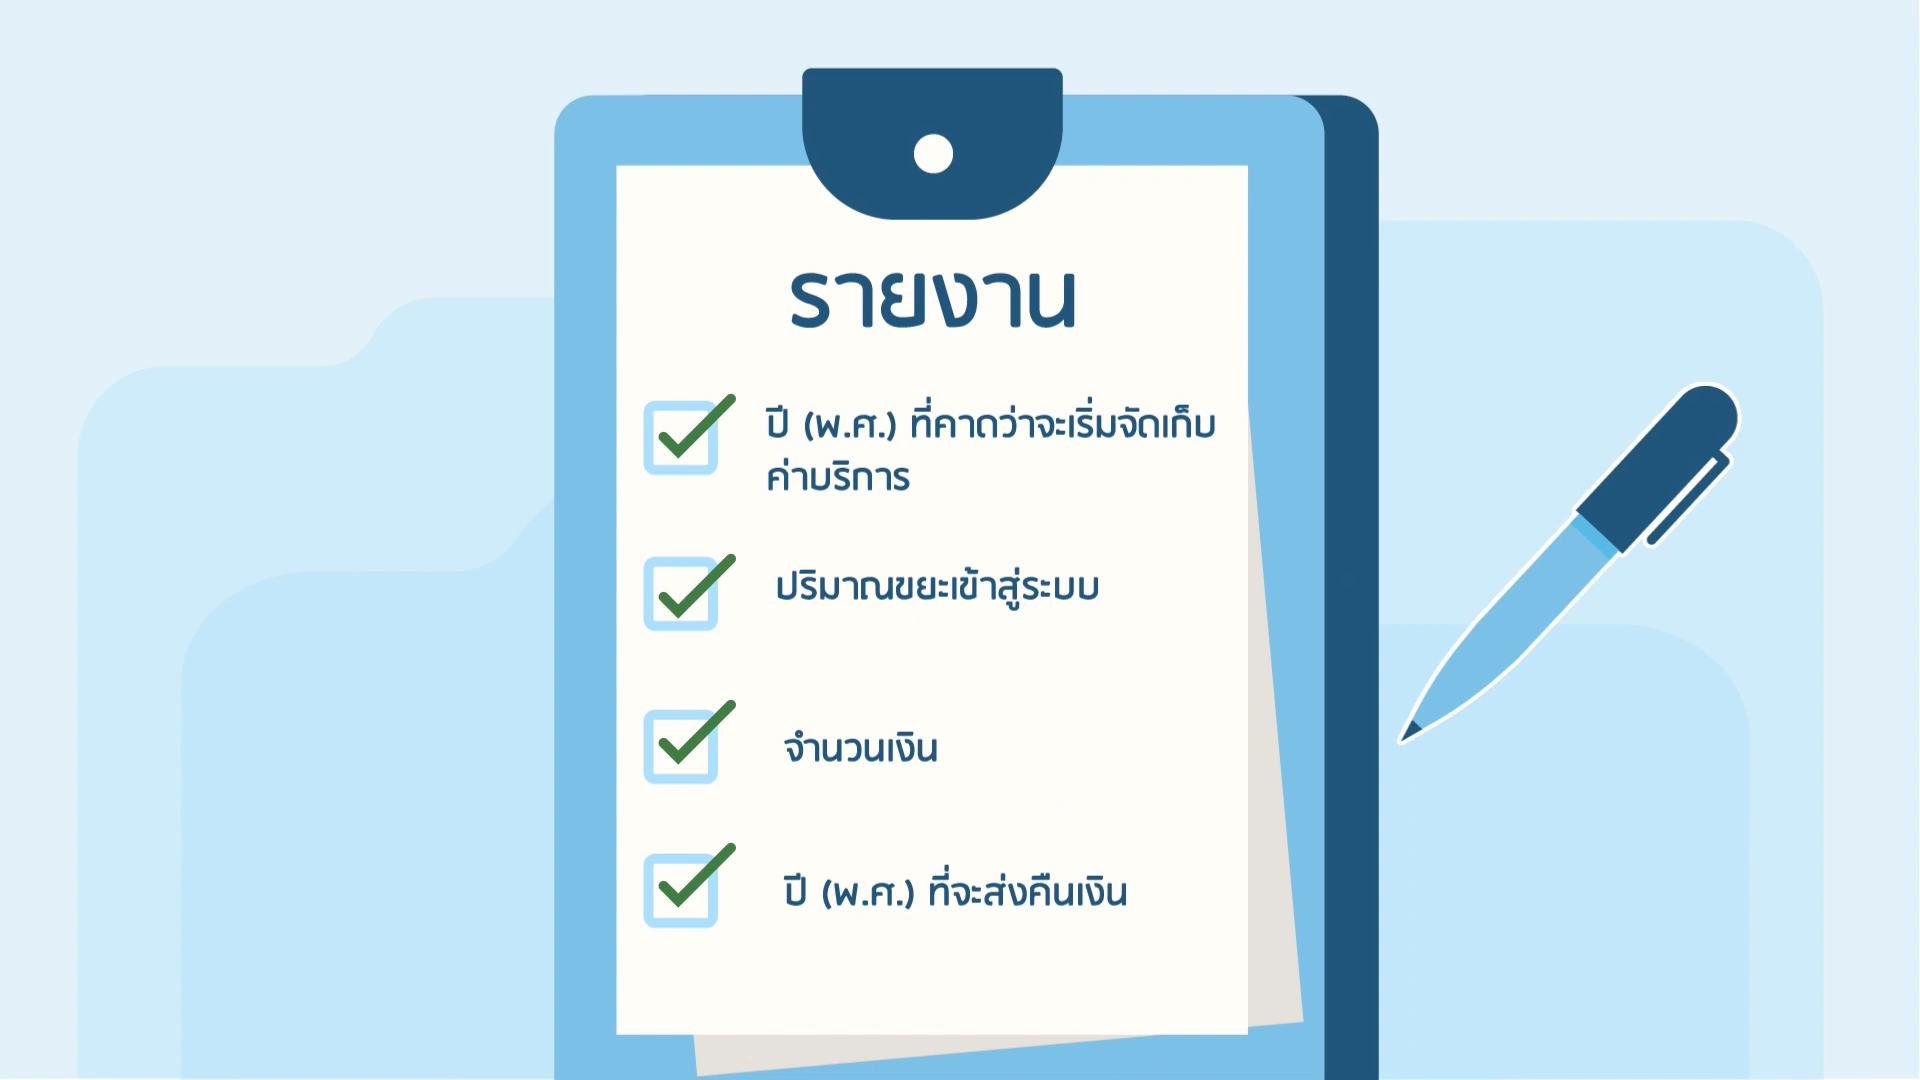 รายงาน
ปี (พ.ศ.) ที่คาดว่าจะเริ่มจัดเก็บ
ค่าบริการ
ปริมาณขยะเข้าสู่ระบบ
จำนวนเงิน
ปี (พ.ศ.) ที่จะส่งคืนเงิน